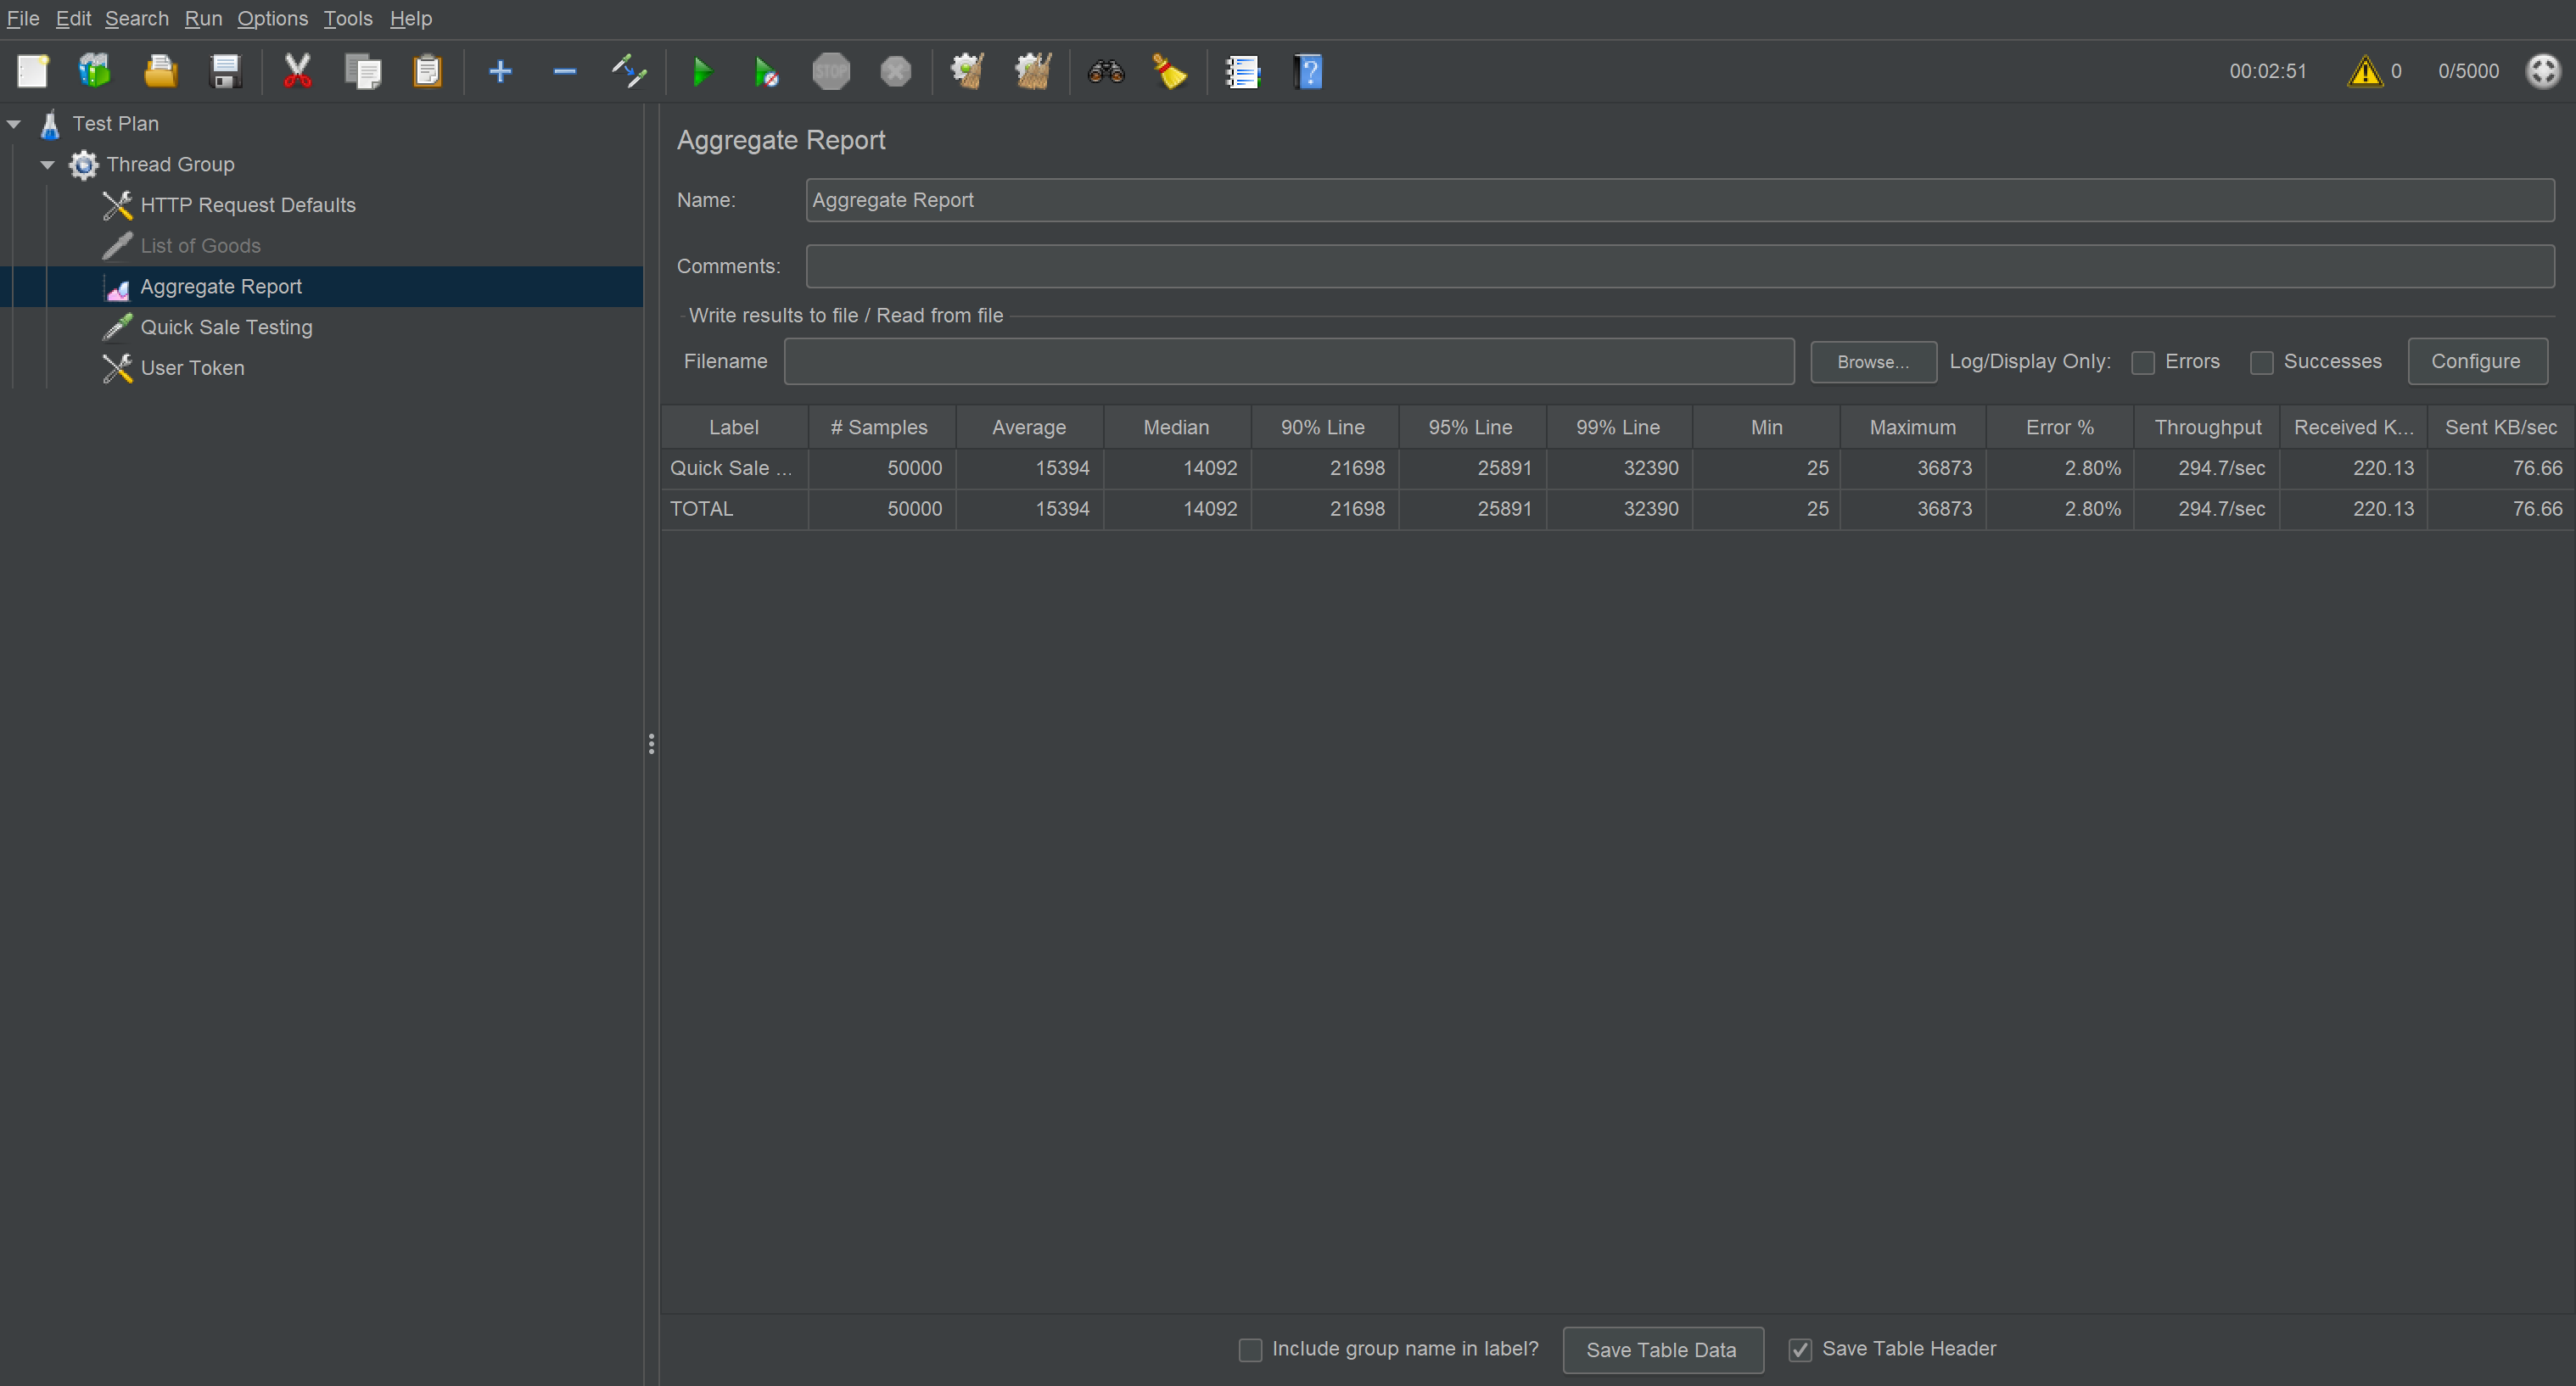 File Edit Search Run Options Tools Help
STOP
00:02:51 0 0/5000
Test Plan
Thread Group
HTTP Request Defaults
List of Goods
Aggregate Report
Quick Sale Testing
User Token
Aggregate Report
Name: Aggregate Report
Comments:
Write results to file / Read from file
Filename Browse... Log/Display Only: Errors Successes Configure
Label # Samples Average Median 90% Line 95% Line 99% Line Min Maximum Error % Throughput Received K... Sent KB/sec
Quick Sale ... 50000 15394 14092 21698 25891 32390 25 36873 2.80% 294.7/sec 220.13 76.66
TOTAL 50000 15394 14092 21698 25891 32390 25 36873 2.80% 294.7/sec 220.13 76.66
Include group name in label? Save Table Data Save Table Header